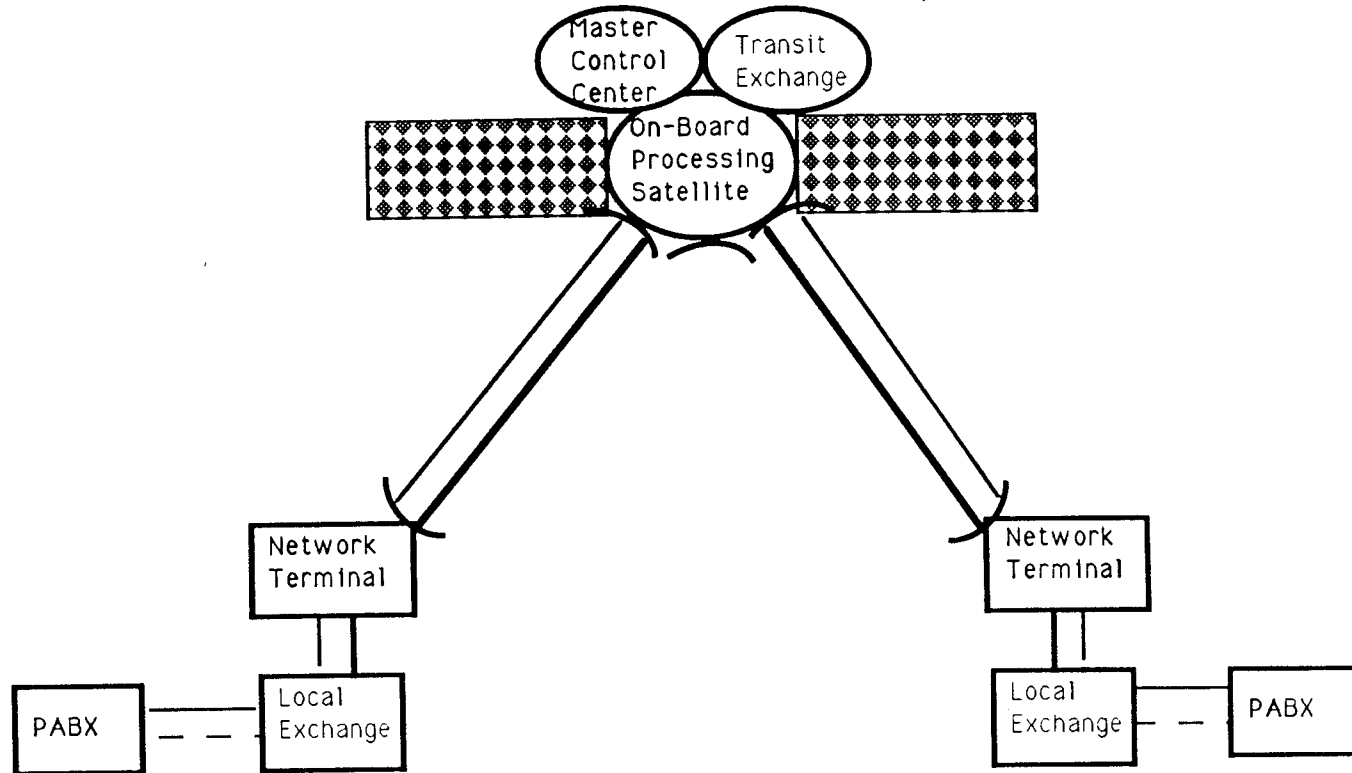 Master
Control
Center
Transit
Exchange
On-Board
Processing
Satellite
Network
Terminal
Network
Terminal
Local
Exchange
PABX
Local
Exchange
PABX